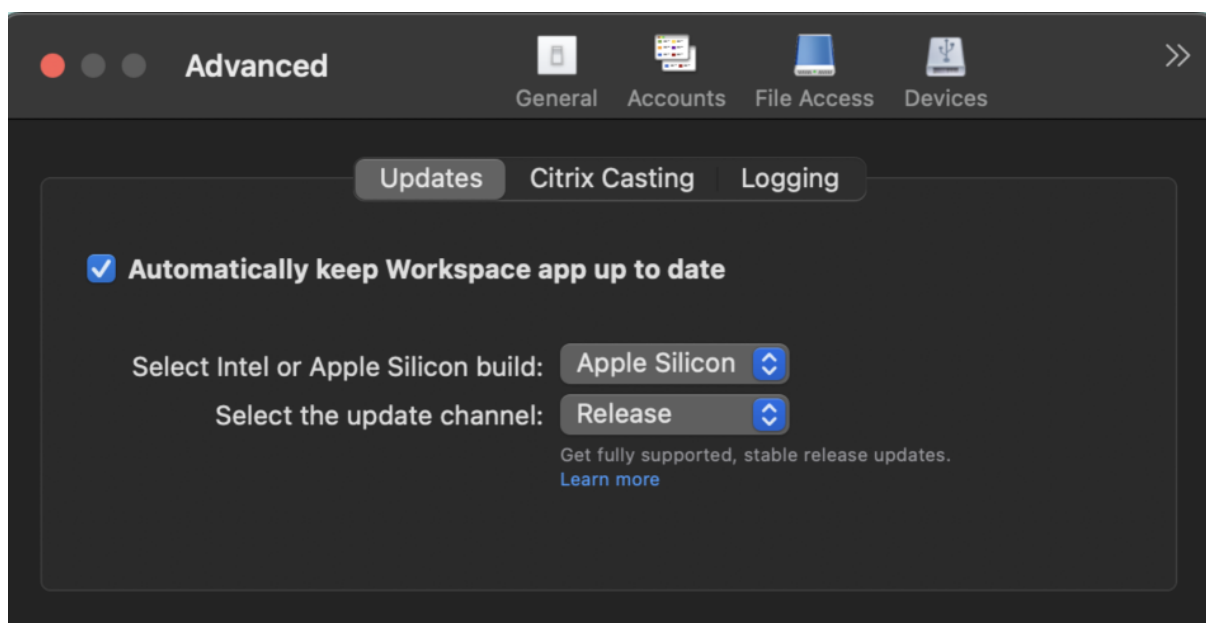 Advanced
General Accounts File Access Devices
Updates Citrix Casting Logging
Automatically keep Workspace app up to date
Select Intel or Apple Silicon build: Apple Silicon
Select the update channel: Release
Get fully supported, stable release updates.
Learn more